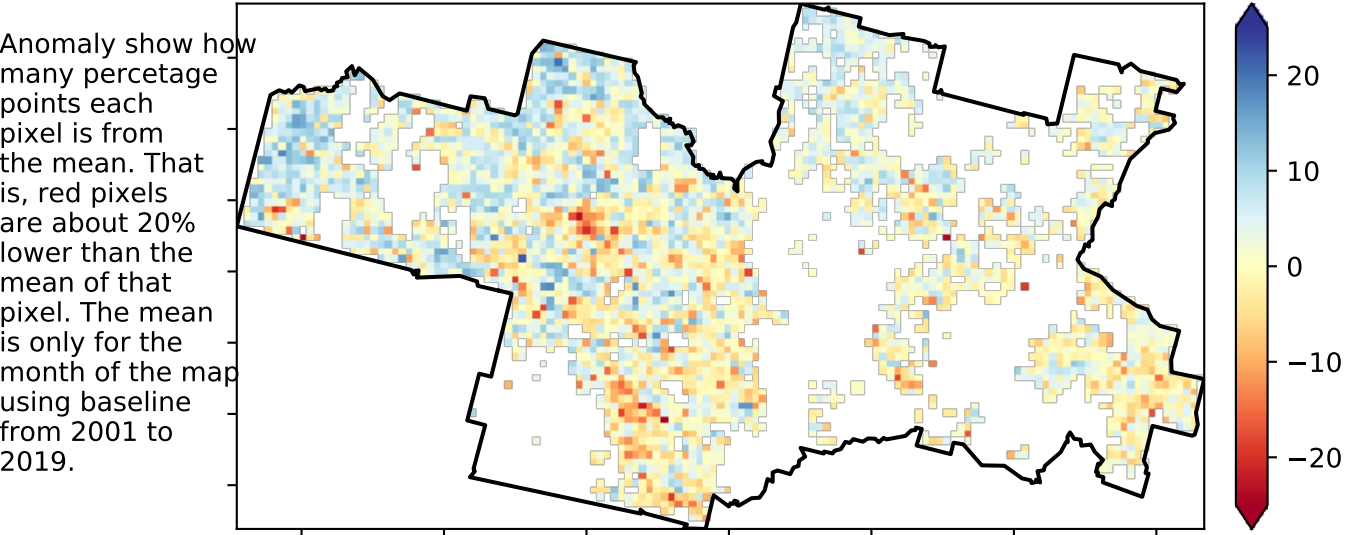 Anomaly show how
many percetage
points each
pixel is from
the mean. That
is, red pixels
are about 20%
lower than the
mean of that
pixel. The mean
is only for the
month of the map
using baseline
from 2001 to
2019.
20
10
0
−10
−20